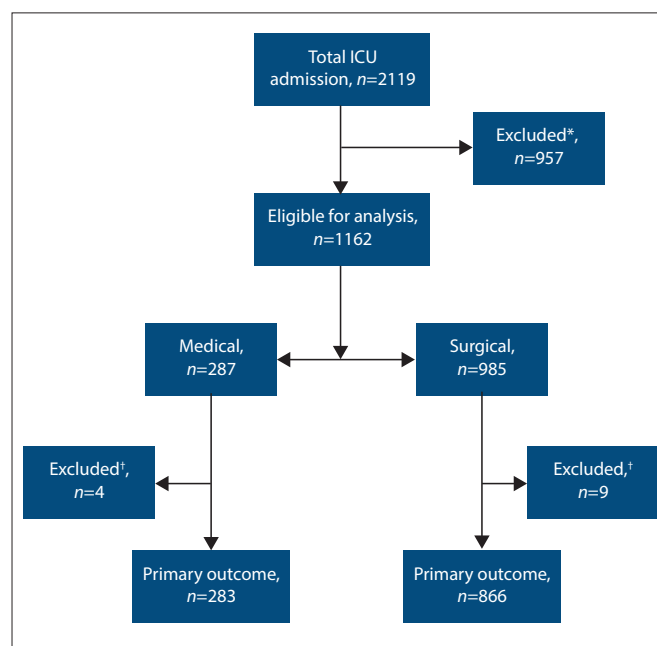 Total ICU
admission, n=2119
Excluded*,
n=957
Eligible for analysis,
n=1162
Medical,
n=287
Surgical,
n=985
Excluded†,
n=4
Excluded,†
n=9
Primary outcome,
n=283
Primary outcome,
n=866